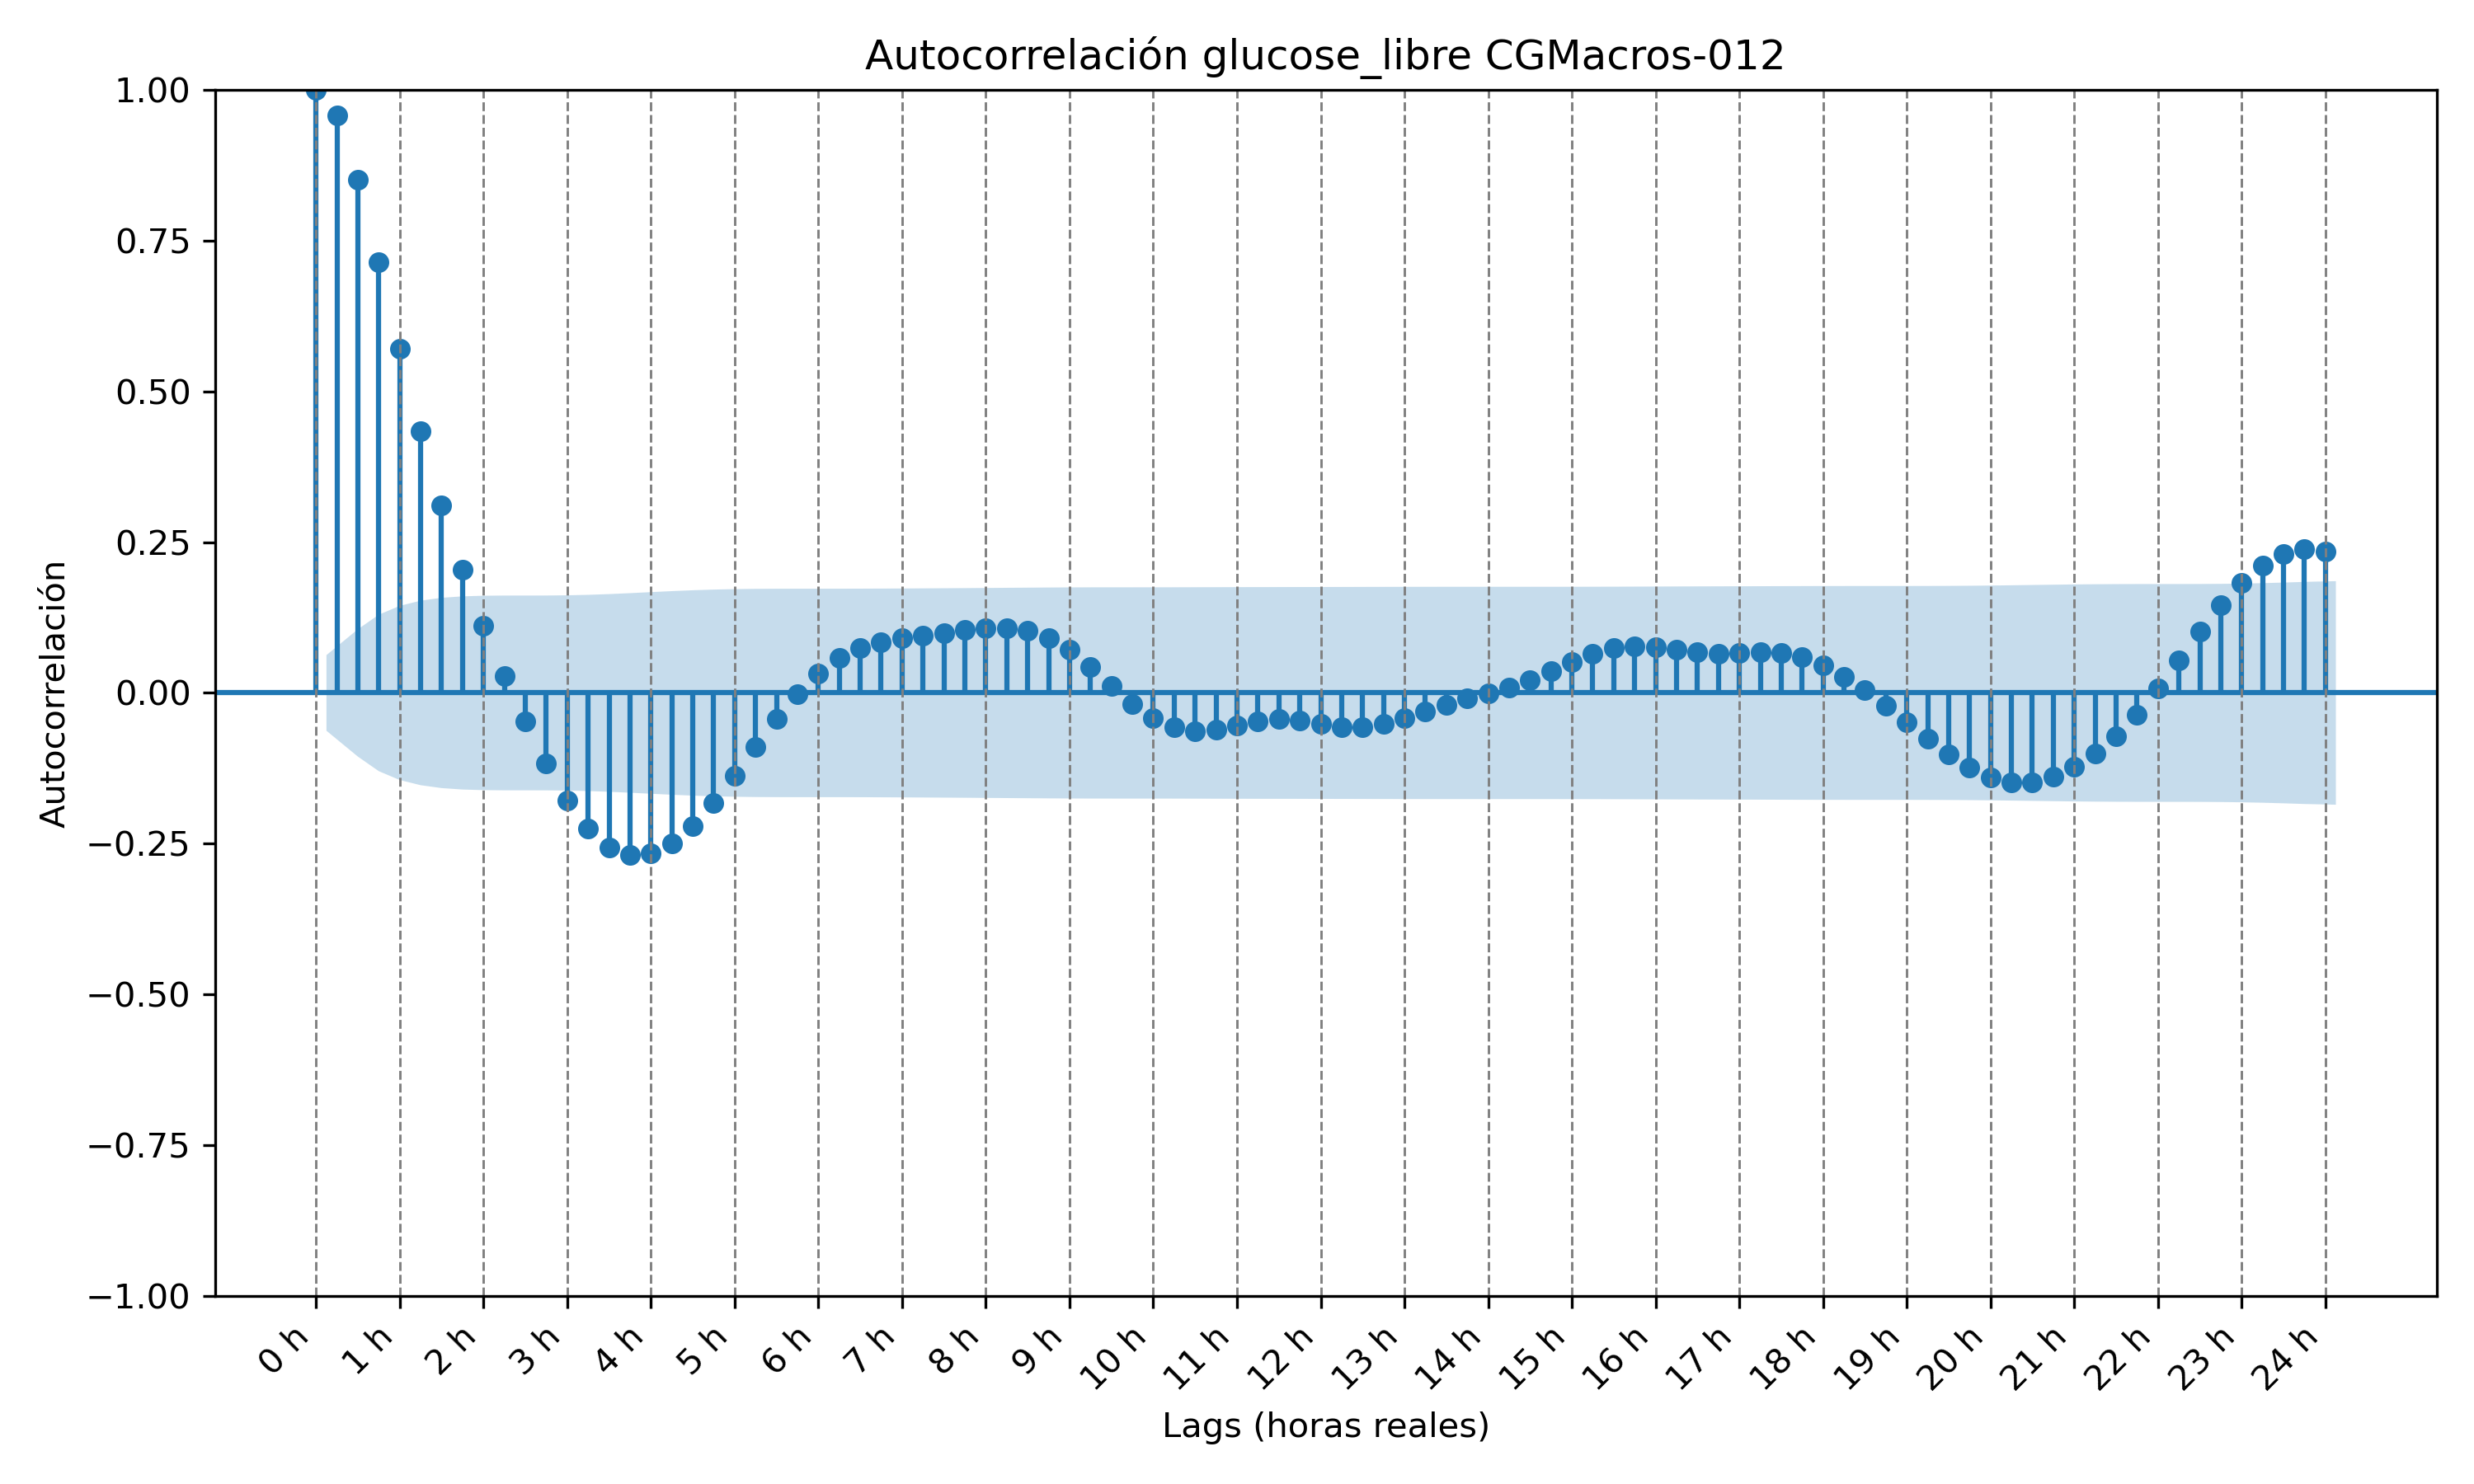 Autocorrelación glucose_libre CGMacros-012
1.00
0.75
0.50
0.25
0.00
−0.25
−0.50
−0.75
−1.00
Autocorrelación
0 h
1 h
2 h
3 h
4 h
5 h
6 h
7 h
8 h
9 h
10 h
11 h
12 h
13 h
14 h
15 h
16 h
17 h
18 h
19 h
20 h
21 h
22 h
23 h
24 h
Lags (horas reales)